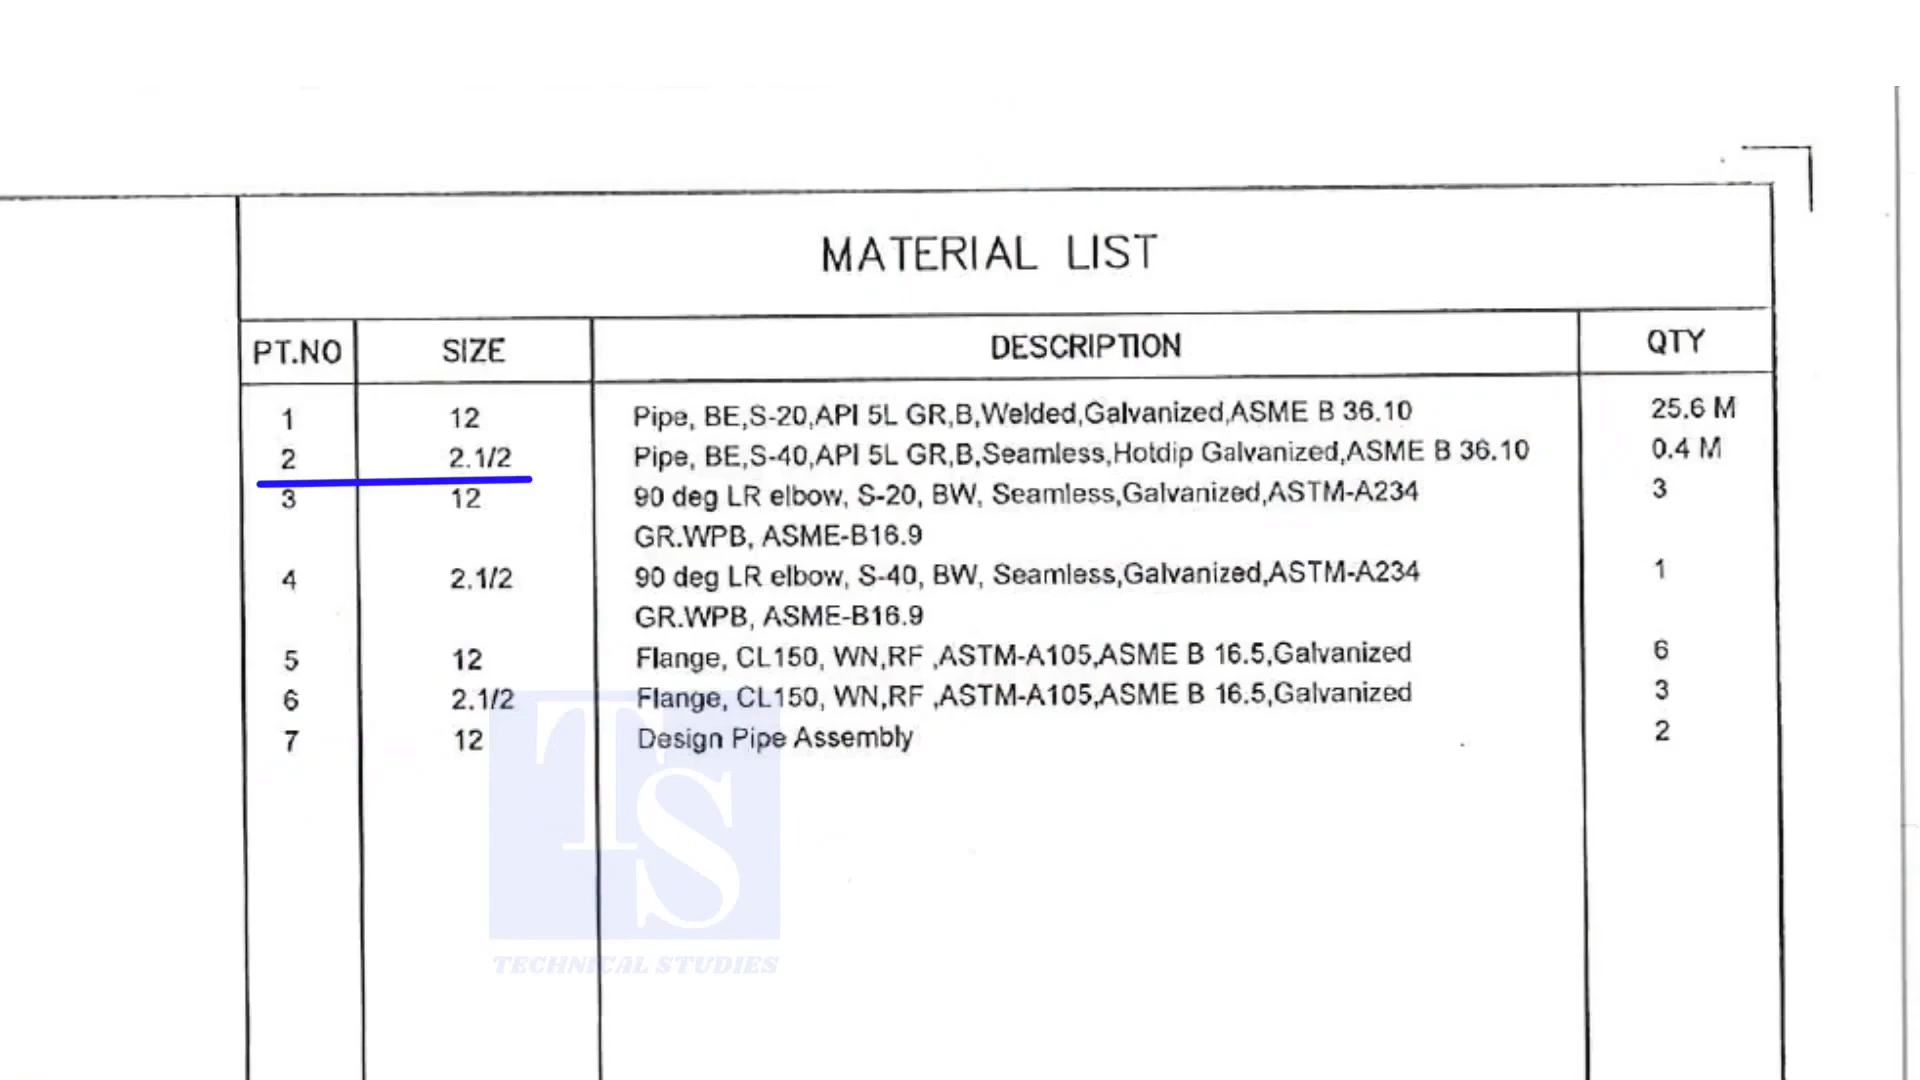 MATERIAL LIST
PT.NO SIZE DESCRIPTION QTY
1 12 Pipe, BE,S-20,API 5L GR,B,Welded,Galvanized,ASME B 36.10 25.6 M
2 2.1/2 Pipe, BE,S-40,API 5L GR,B,Seamless,Hotdip Galvanized,ASME B 36.10 0.4 M
3 12 90 deg LR elbow, S-20, BW, Seamless,Galvanized,ASTM-A234 3
GR.WPB, ASME-B16.9
4 2.1/2 90 deg LR elbow, S-40, BW, Seamless,Galvanized,ASTM-A234 1
GR.WPB, ASME-B16.9
5 12 Flange, CL150, WN,RF ,ASTM-A105,ASME B 16.5,Galvanized 6
6 2.1/2 Flange, CL150, WN,RF ,ASTM-A105,ASME B 16.5,Galvanized 3
7 12 Design Pipe Assembly 2
TS
TECHNICAL STUDIES